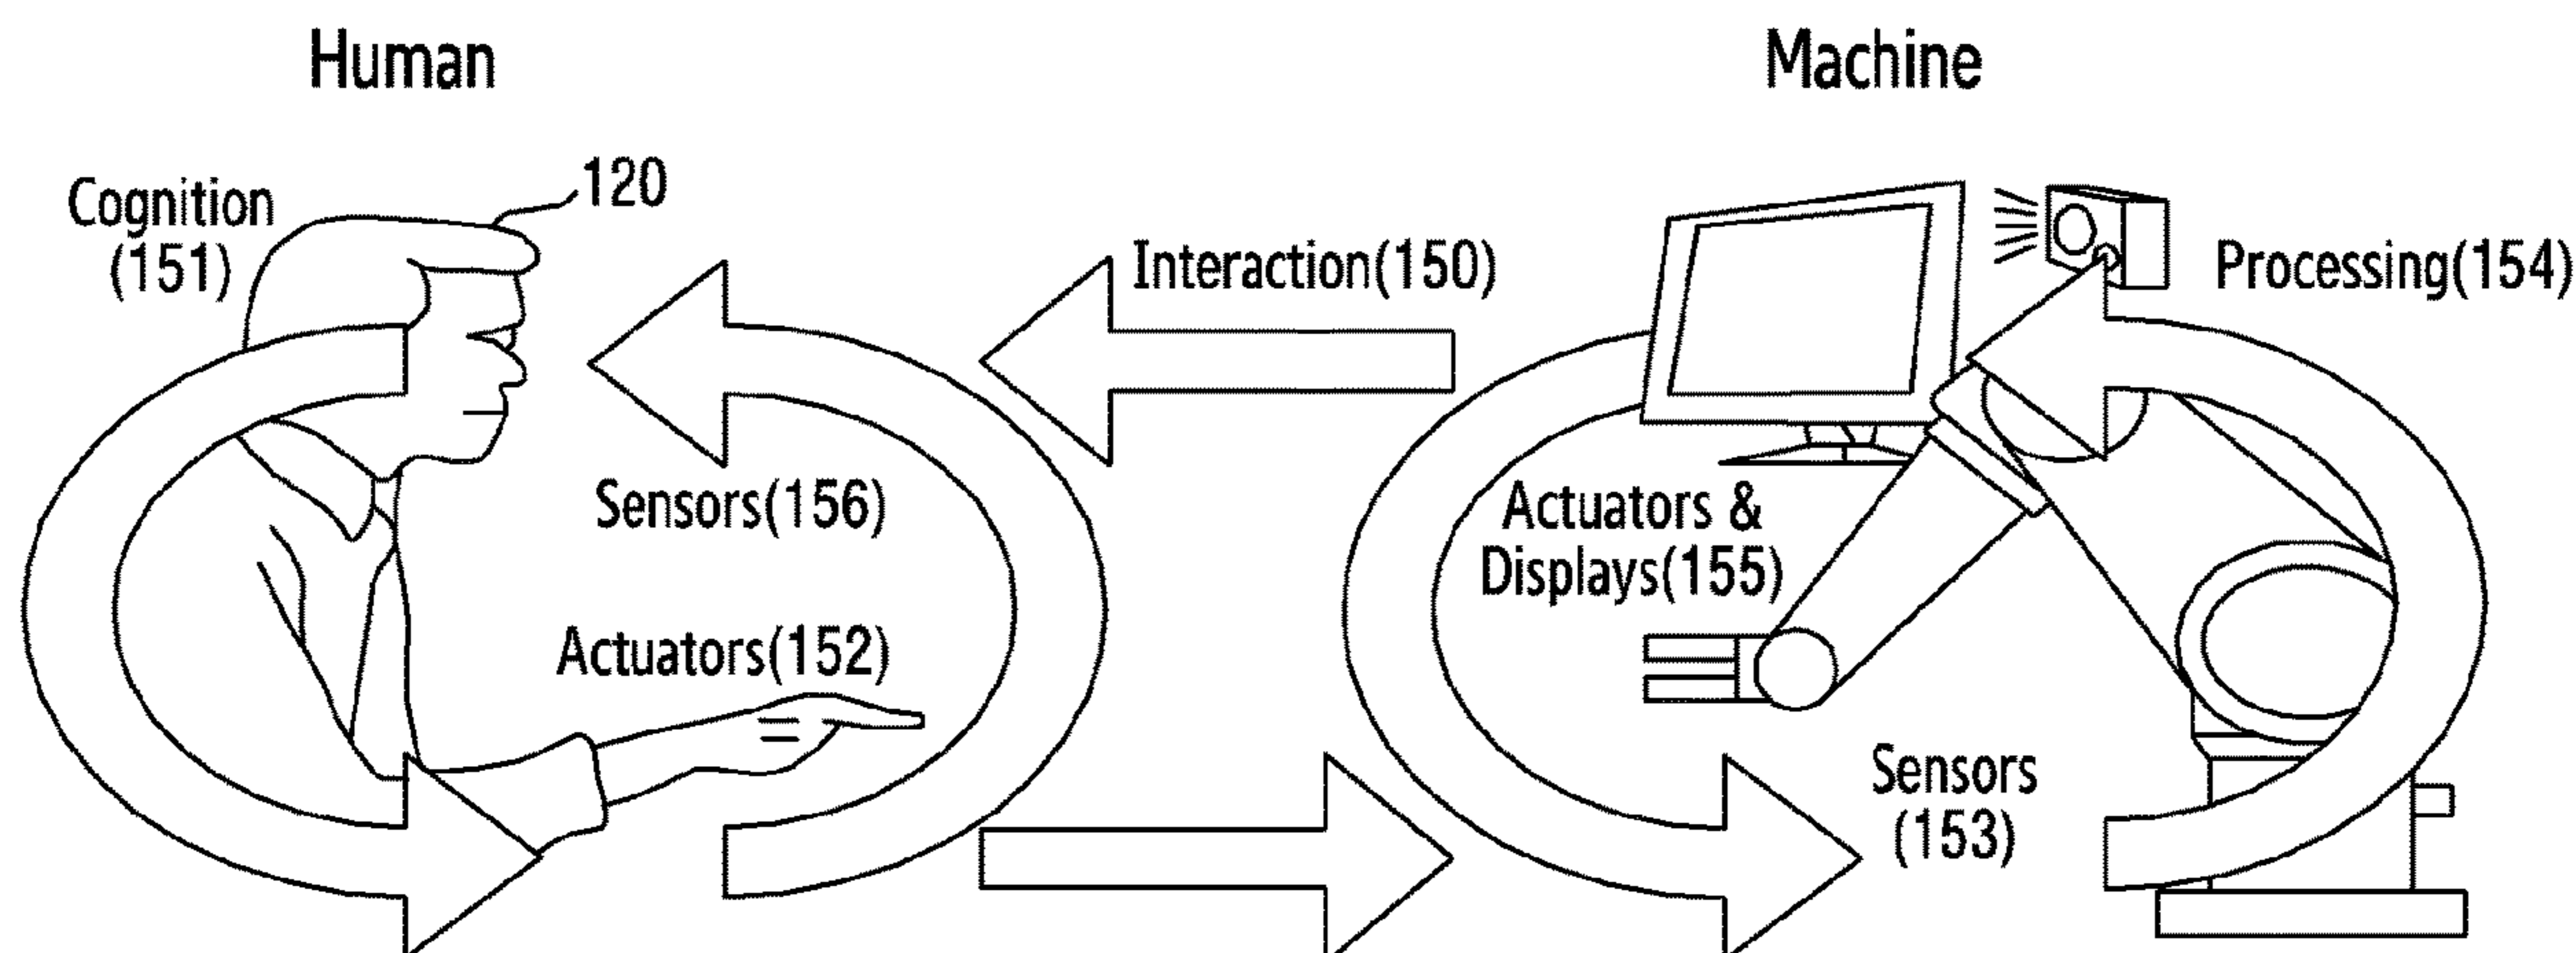 Human
Machine
Cognition
(151)
120
Interaction(150)
Processing(154)
Sensors(156)
Actuators &
Displays(155)
Actuators(152)
Sensors
(153)